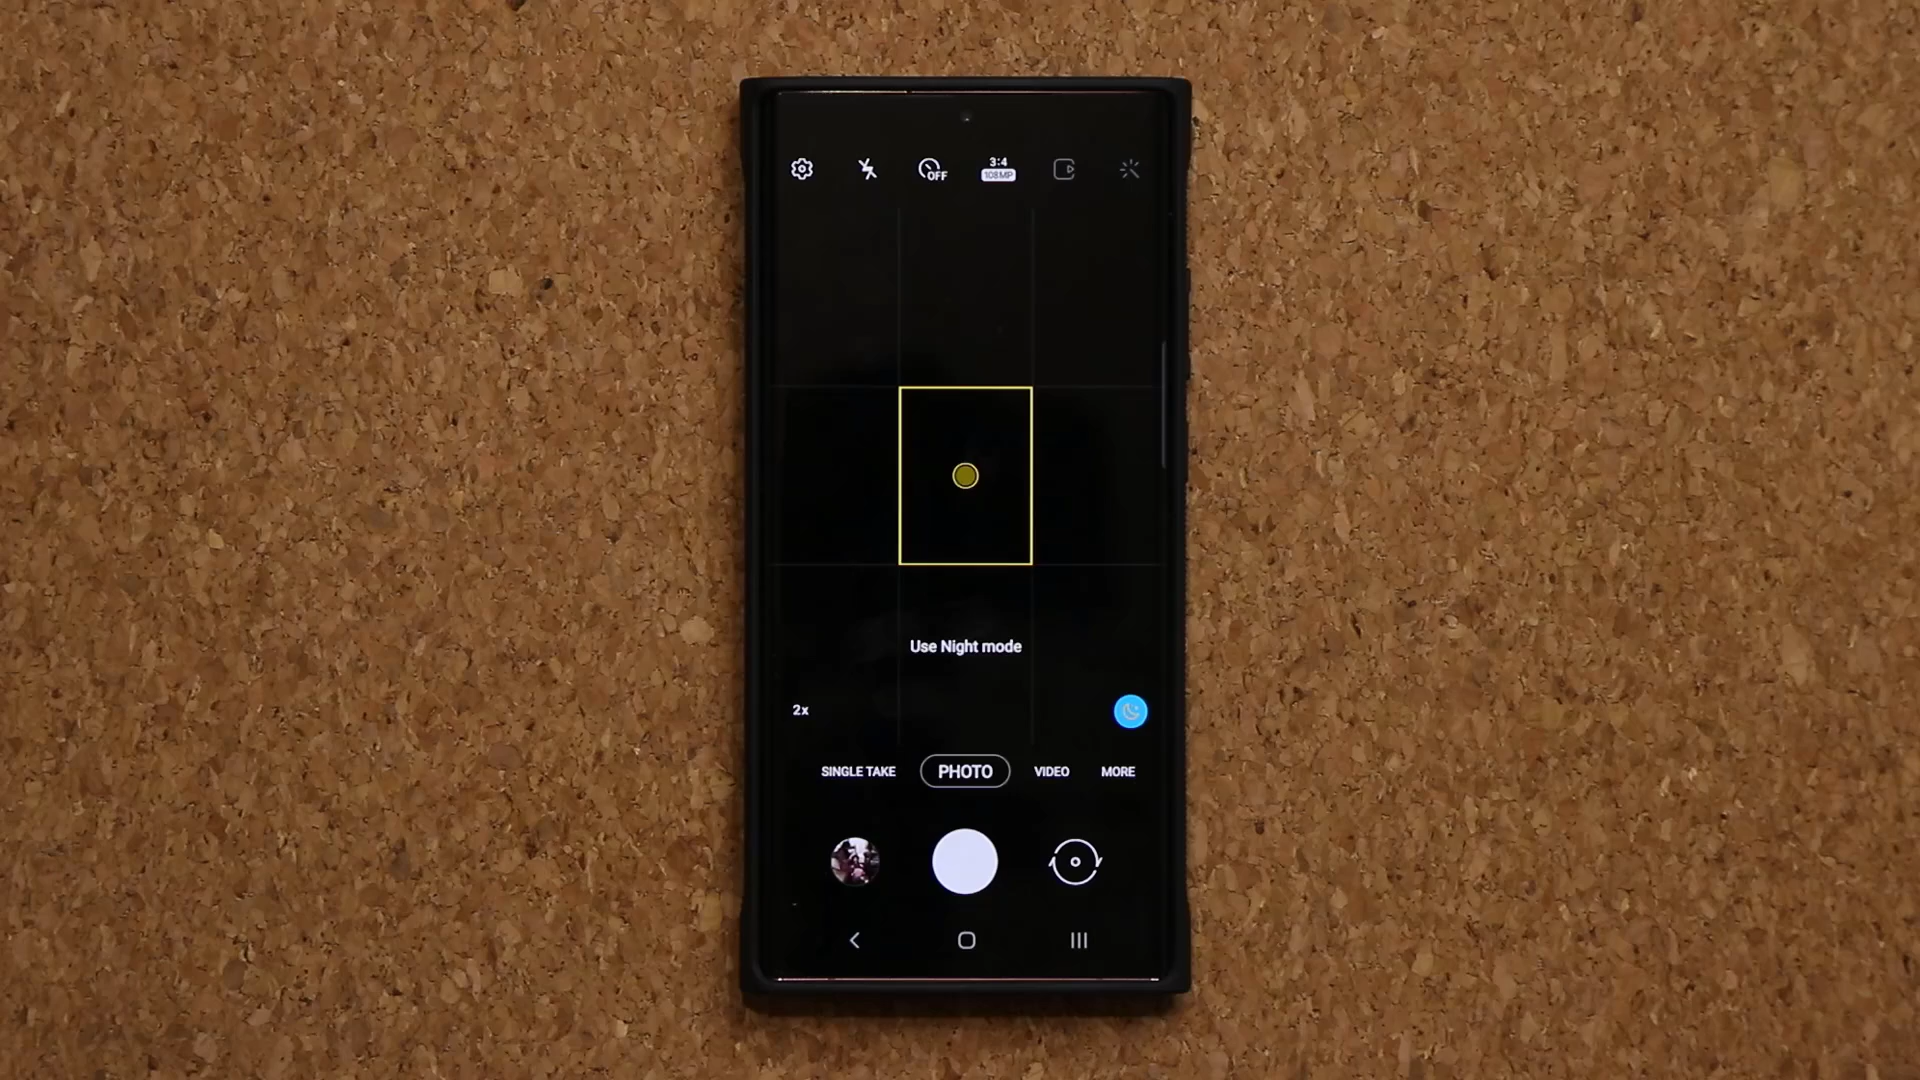 OFF
3:4
108MP
Use Night mode
2x
SINGLE TAKE
PHOTO
VIDEO
MORE